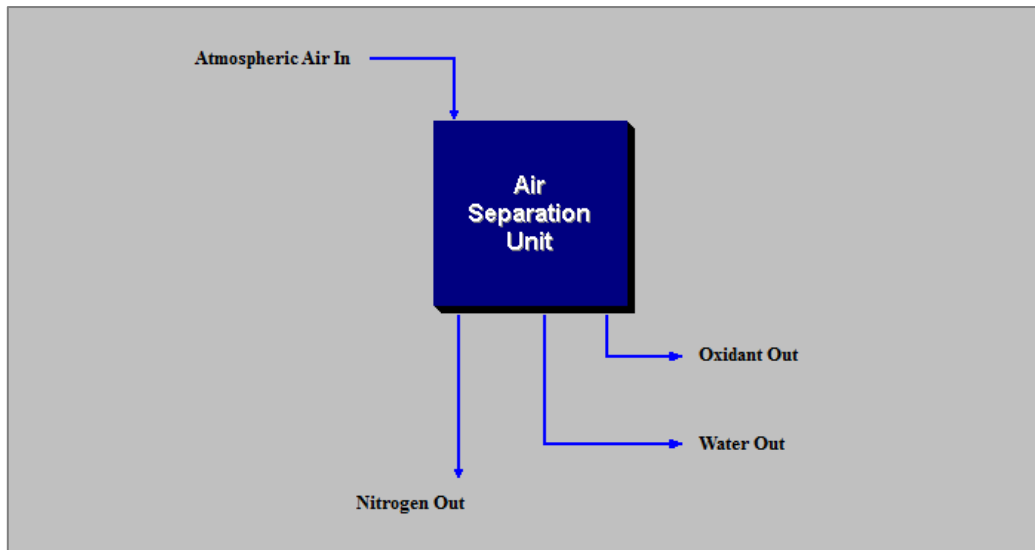 Atmospheric Air In
Air
Separation
Unit
Oxidant Out
Water Out
Nitrogen Out